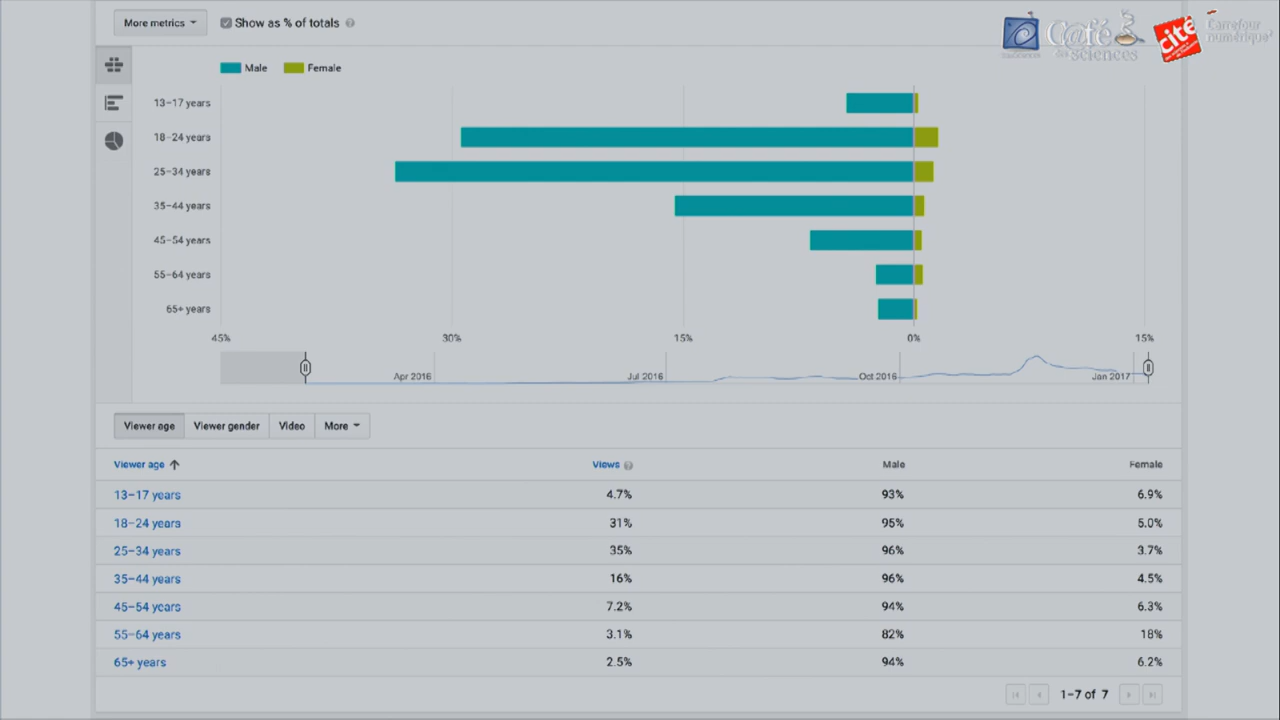 More metrics
Show as % of totals
Café
des sciences
cité
Carrefour
numérique²
Male
Female
13–17 years
18–24 years
25–34 years
35–44 years
45–54 years
55–64 years
65+ years
45%
30%
15%
0%
15%
Apr 2016
Jul 2016
Oct 2016
Jan 2017
Viewer age
Viewer gender
Video
More
Viewer age Views Male Female
13–17 years 4.7% 93% 6.9%
18–24 years 31% 95% 5.0%
25–34 years 35% 96% 3.7%
35–44 years 16% 96% 4.5%
45–54 years 7.2% 94% 6.3%
55–64 years 3.1% 82% 18%
65+ years 2.5% 94% 6.2%
1–7 of 7